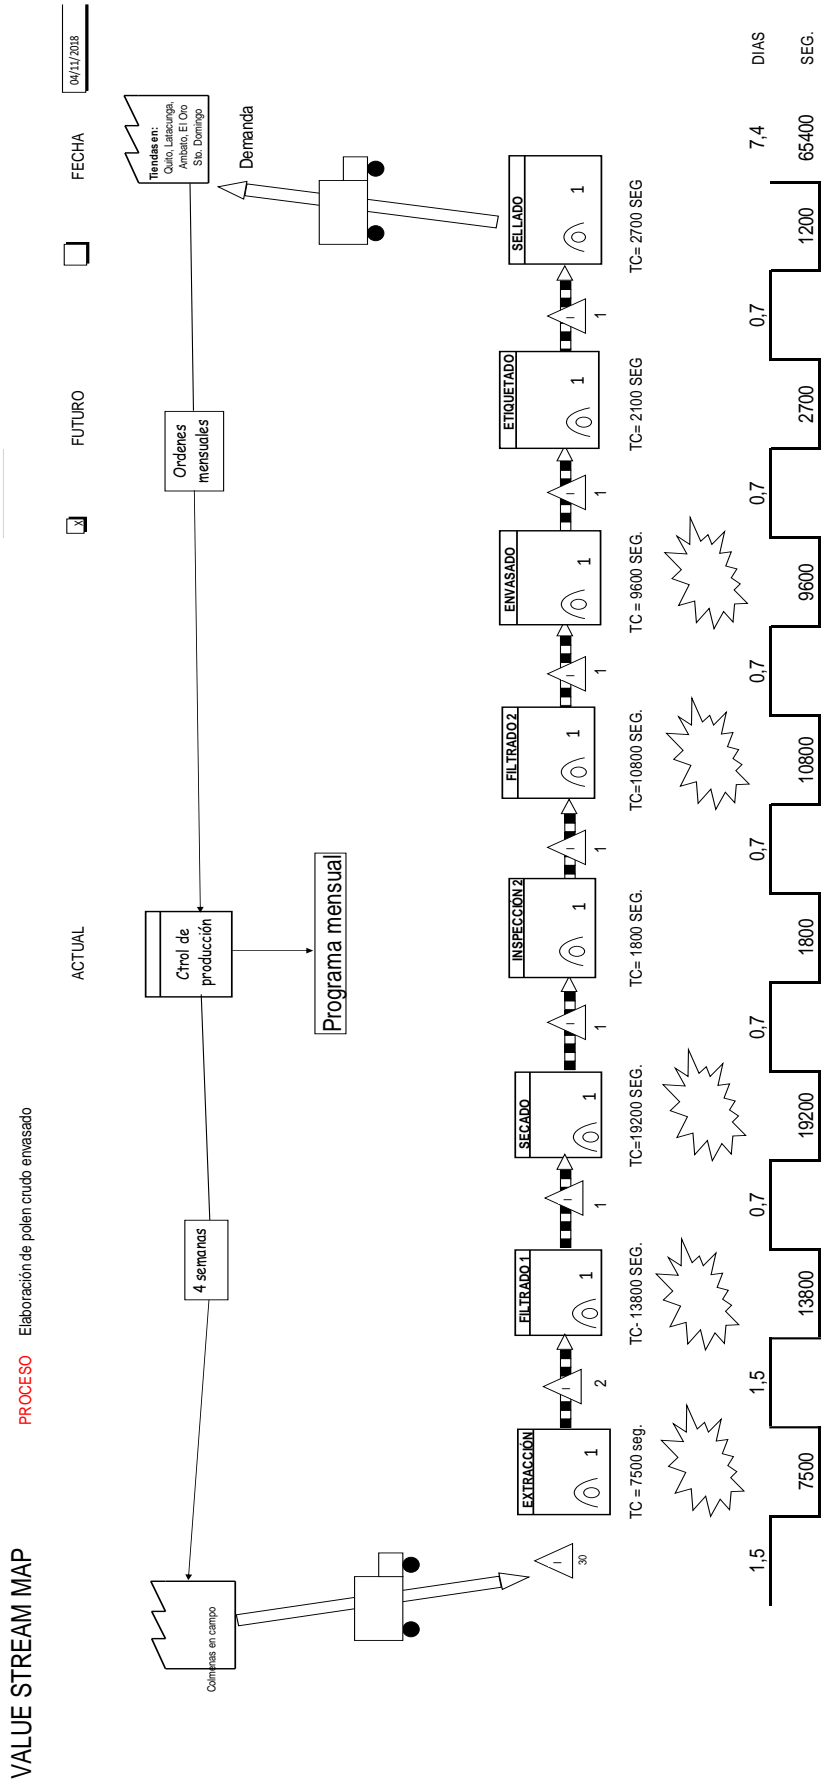 VALUE STREAM MAP
PROCESO Elaboración de polen crudo envasado
ACTUAL
X
FUTURO
FECHA
04/11/2018
Colmenas en campo
4 semanas
Ctrol de
producción
Ordenes
mensuales
Tiendas en:
Quito, Latacunga,
Ambato, El Oro
Sto. Domingo
Programa mensual
Demanda
I
30
EXTRACCIÓN
1
TC = 7500 seg.
I
2
FILTRADO 1
1
TC- 13800 SEG.
I
1
SECADO
1
TC=19200 SEG.
I
1
INSPECCIÓN 2
1
TC= 1800 SEG.
I
1
FILTRADO 2
1
TC=10800 SEG.
I
1
ENVASADO
1
TC = 9600 SEG.
I
1
ETIQUETADO
1
TC= 2100 SEG
I
1
SELLADO
1
TC= 2700 SEG
1,5 1,5 0,7 0,7 0,7 0,7 0,7 0,7 7,4 DIAS
7500 13800 19200 1800 10800 9600 2700 1200 65400 SEG.